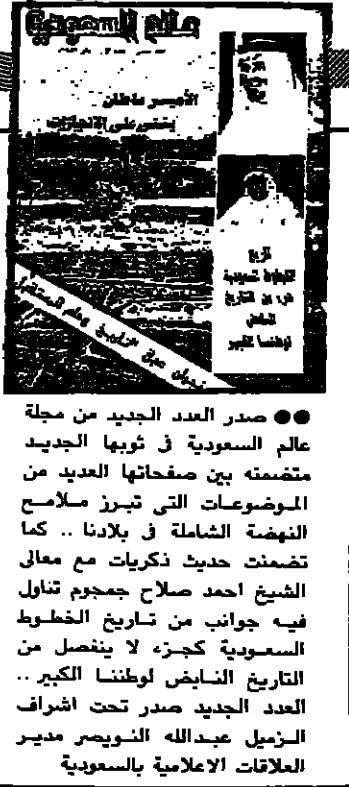 عالم السعودية
الأمير سلطان
●● صدر العدد الجديد من مجلة
عالم السعودية في ثوبها الجديد
متضمنه بين صفحاتها العديد من
الموضوعات التي تبرز ملامح
النهضة الشاملة في بلادنا .. كما
تضمنت حديث ذكريات مع معالي
الشيخ احمد صلاح جمجوم تناول
فيه جوانب من تاريخ الخطوط
السعودية كجزء لا ينفصل من
التاريخ النابض لوطننا الكبير ..
العدد الجديد صدر تحت اشراف
الزميل عبدالله النويصر مدير
العلاقات الاعلامية بالسعودية